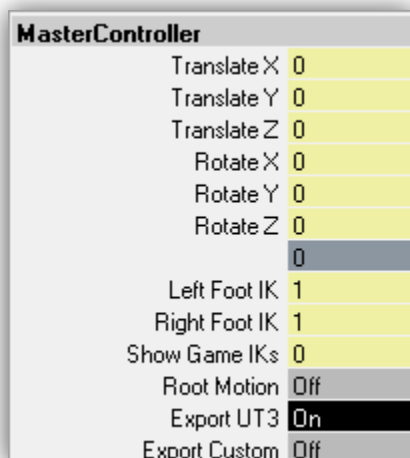 MasterController
Translate X 0
Translate Y 0
Translate Z 0
Rotate X 0
Rotate Y 0
Rotate Z 0
0
Left Foot IK 1
Right Foot IK 1
Show Game IKs 0
Root Motion Off
Export UT3 On
Export Custom Off